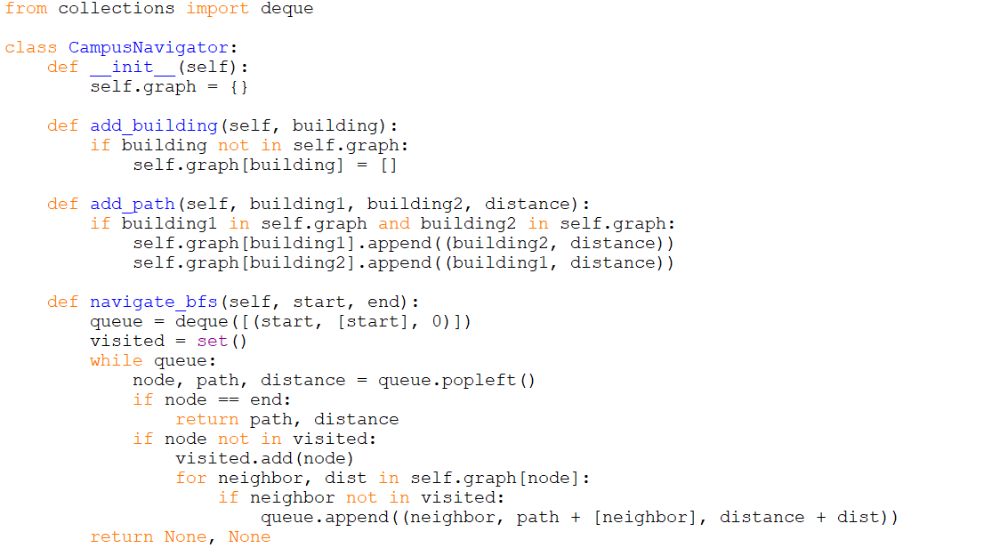 from collections import deque

class CampusNavigator:
    def __init__(self):
        self.graph = {}

    def add_building(self, building):
        if building not in self.graph:
            self.graph[building] = []

    def add_path(self, building1, building2, distance):
        if building1 in self.graph and building2 in self.graph:
            self.graph[building1].append((building2, distance))
            self.graph[building2].append((building1, distance))

    def navigate_bfs(self, start, end):
        queue = deque([(start, [start], 0)])
        visited = set()
        while queue:
            node, path, distance = queue.popleft()
            if node == end:
                return path, distance
            if node not in visited:
                visited.add(node)
                for neighbor, dist in self.graph[node]:
                    if neighbor not in visited:
                        queue.append((neighbor, path + [neighbor], distance + dist))
        return None, None